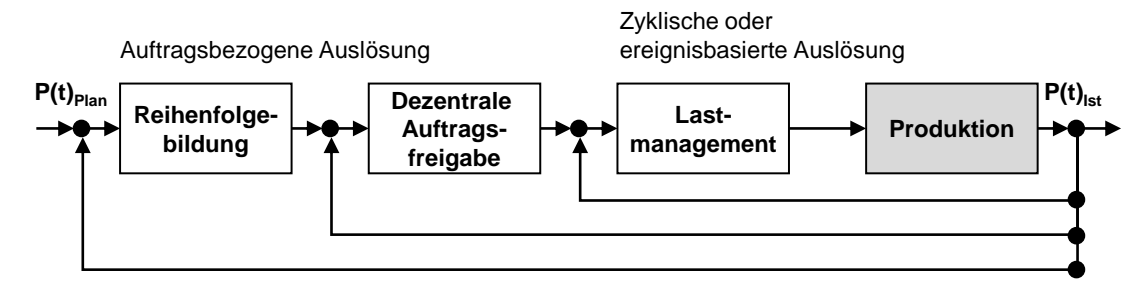 Zyklische oder
ereignisbasierte Auslösung
Auftragsbezogene Auslösung
P(t)Plan
Reihenfolge-
bildung
Dezentrale
Auftrags-
freigabe
Last-
management
Produktion
P(t)Ist